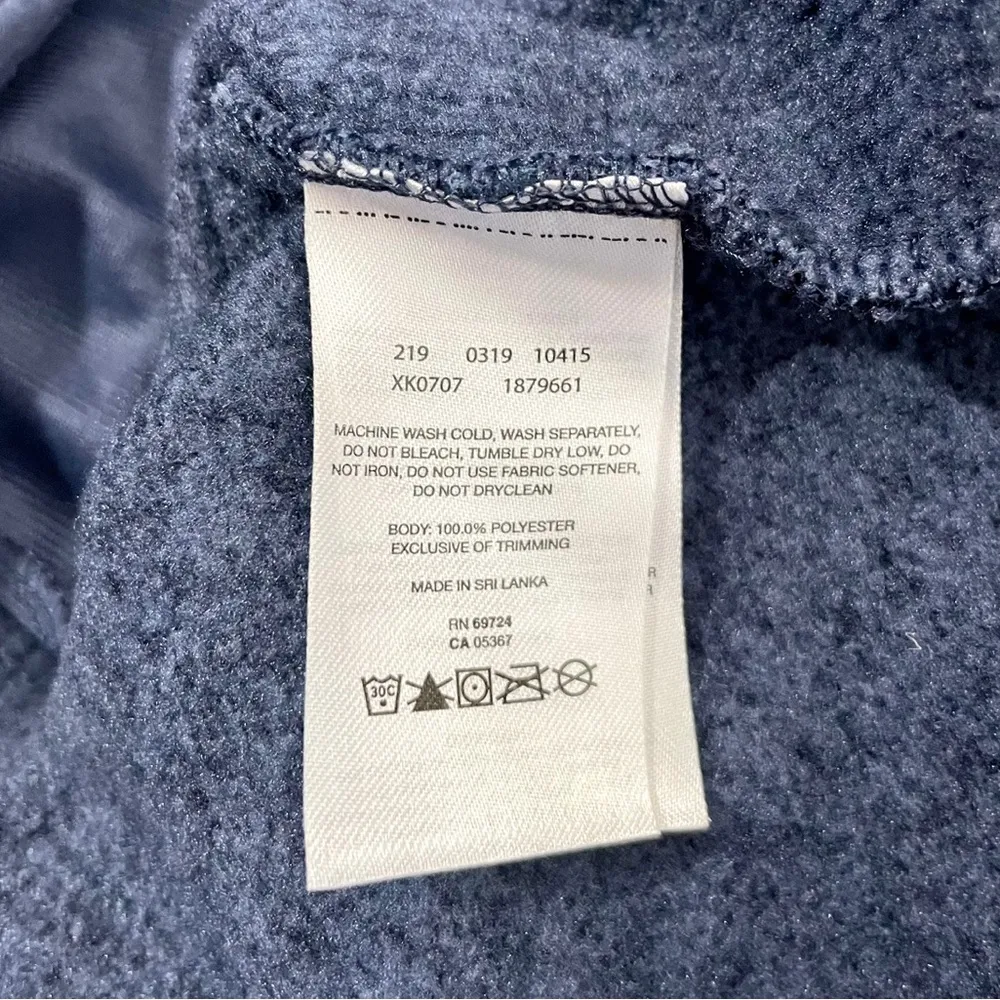 219 0319 10415
XK0707 1879661
MACHINE WASH COLD, WASH SEPARATELY,
DO NOT BLEACH, TUMBLE DRY LOW, DO
NOT IRON, DO NOT USE FABRIC SOFTENER,
DO NOT DRYCLEAN
BODY: 100.0% POLYESTER
EXCLUSIVE OF TRIMMING
MADE IN SRI LANKA
RN 69724
CA 05367
30C